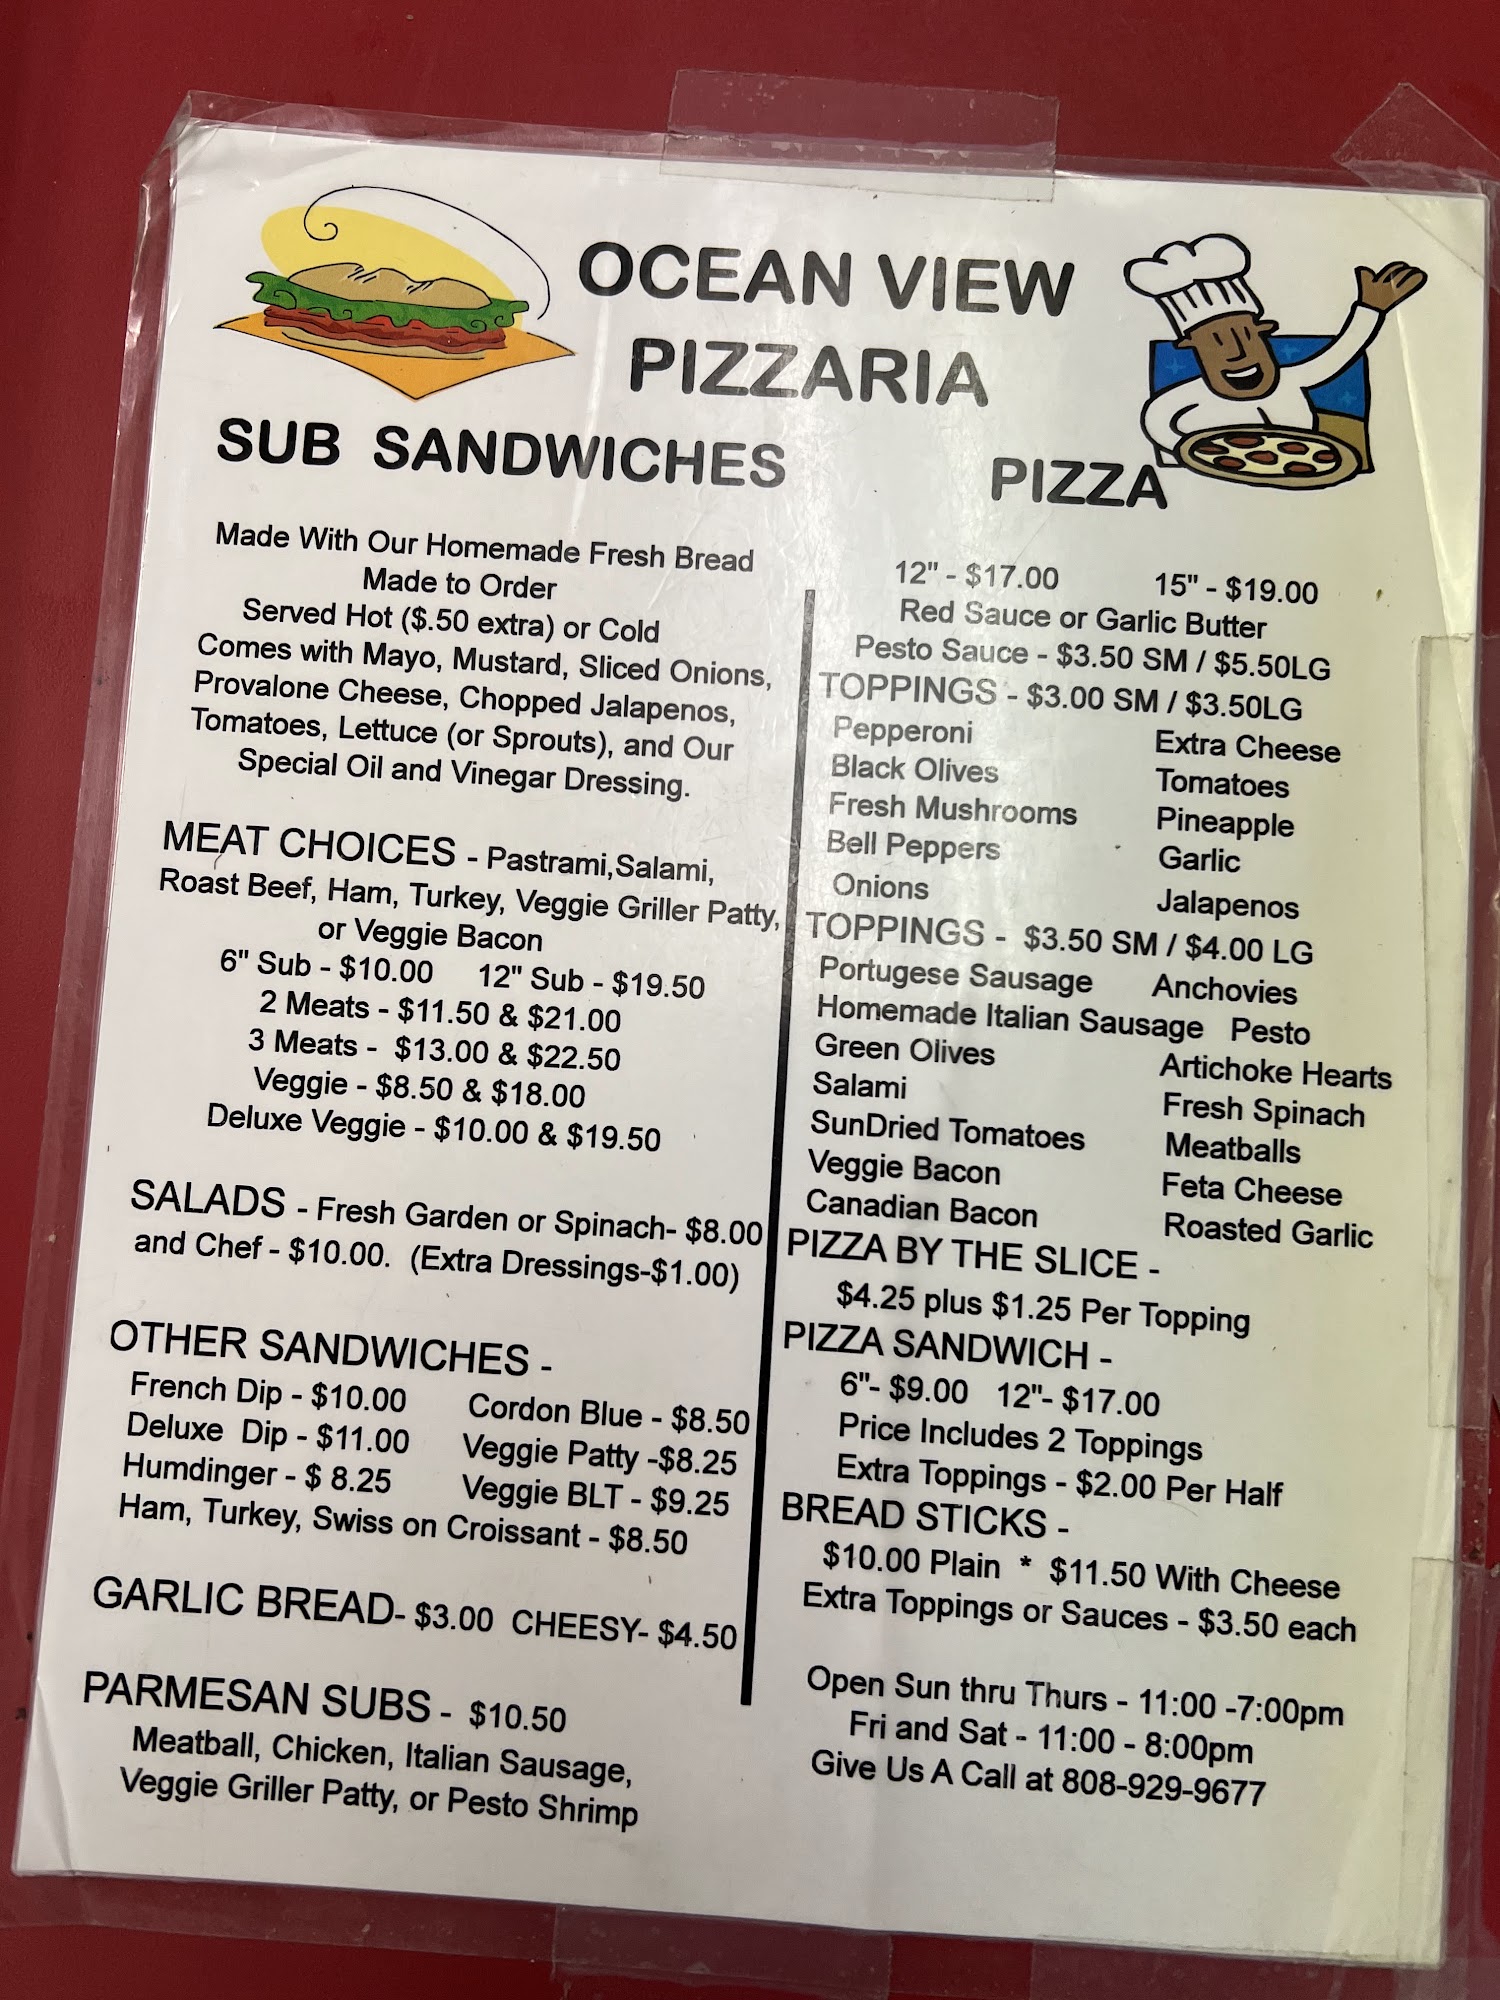 OCEAN VIEW
PIZZARIA
SUB SANDWICHES
Made With Our Homemade Fresh Bread
Made to Order
Served Hot ($.50 extra) or Cold
Comes with Mayo, Mustard, Sliced Onions,
Provalone Cheese, Chopped Jalapenos,
Tomatoes, Lettuce (or Sprouts), and Our
Special Oil and Vinegar Dressing.
MEAT CHOICES - Pastrami,Salami,
Roast Beef, Ham, Turkey, Veggie Griller Patty,
or Veggie Bacon
6" Sub - $10.00 12" Sub - $19.50
2 Meats - $11.50 & $21.00
3 Meats - $13.00 & $22.50
Veggie - $8.50 & $18.00
Deluxe Veggie - $10.00 & $19.50
SALADS - Fresh Garden or Spinach- $8.00
and Chef - $10.00. (Extra Dressings-$1.00)
OTHER SANDWICHES -
French Dip - $10.00 Cordon Blue - $8.50
Deluxe Dip - $11.00 Veggie Patty -$8.25
Humdinger - $ 8.25 Veggie BLT - $9.25
Ham, Turkey, Swiss on Croissant - $8.50
GARLIC BREAD- $3.00 CHEESY- $4.50
PARMESAN SUBS - $10.50
Meatball, Chicken, Italian Sausage,
Veggie Griller Patty, or Pesto Shrimp
PIZZA
12" - $17.00 15" - $19.00
Red Sauce or Garlic Butter
Pesto Sauce - $3.50 SM / $5.50LG
TOPPINGS - $3.00 SM / $3.50LG
Pepperoni Extra Cheese
Black Olives Tomatoes
Fresh Mushrooms Pineapple
Bell Peppers Garlic
Onions Jalapenos
TOPPINGS - $3.50 SM / $4.00 LG
Portugese Sausage Anchovies
Homemade Italian Sausage Pesto
Green Olives Artichoke Hearts
Salami Fresh Spinach
SunDried Tomatoes Meatballs
Veggie Bacon Feta Cheese
Canadian Bacon Roasted Garlic
PIZZA BY THE SLICE -
$4.25 plus $1.25 Per Topping
PIZZA SANDWICH -
6"- $9.00 12"- $17.00
Price Includes 2 Toppings
Extra Toppings - $2.00 Per Half
BREAD STICKS -
$10.00 Plain * $11.50 With Cheese
Extra Toppings or Sauces - $3.50 each
Open Sun thru Thurs - 11:00 -7:00pm
Fri and Sat - 11:00 - 8:00pm
Give Us A Call at 808-929-9677